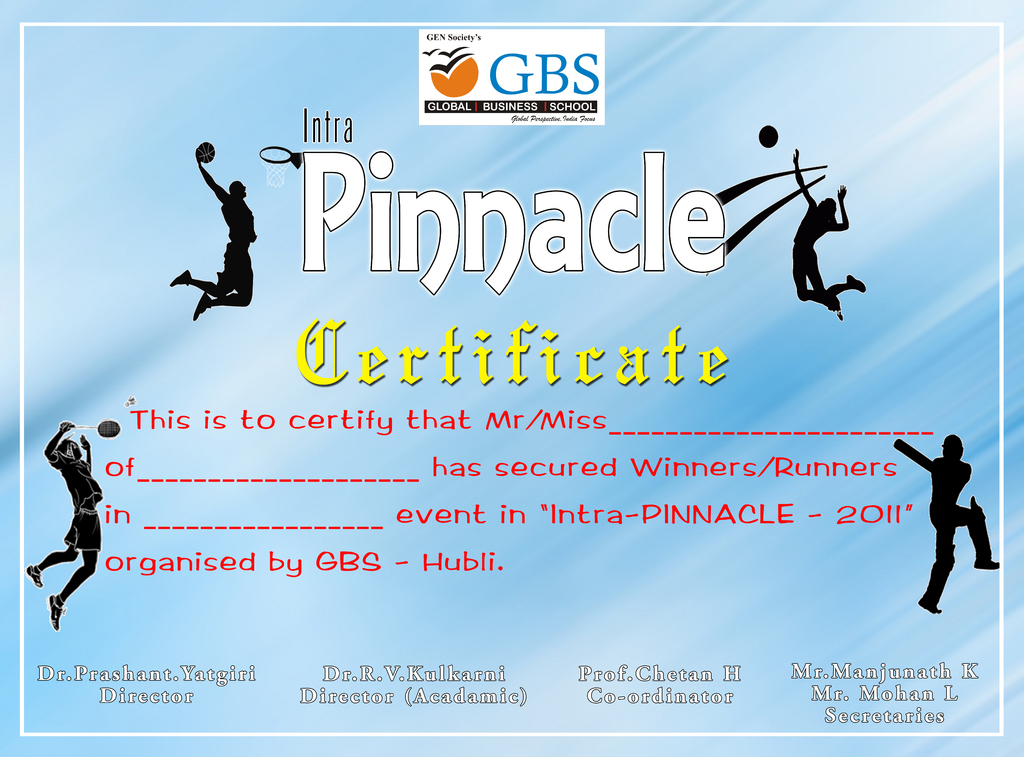 GEN Society's
GBS
GLOBAL | BUSINESS | SCHOOL
Global Perspective, India Focus
Intra
Pinnacle
Certificate
This is to certify that Mr/Miss_______________________
of____________________ has secured Winners/Runners
in _________________ event in "Intra-PINNACLE - 2011"
organised by GBS - Hubli.
Dr.Prashant.Yatgiri
Director
Dr.R.V.Kulkarni
Director (Acadamic)
Prof.Chetan H
Co-ordinator
Mr.Manjunath K
Mr. Mohan L
Secretaries